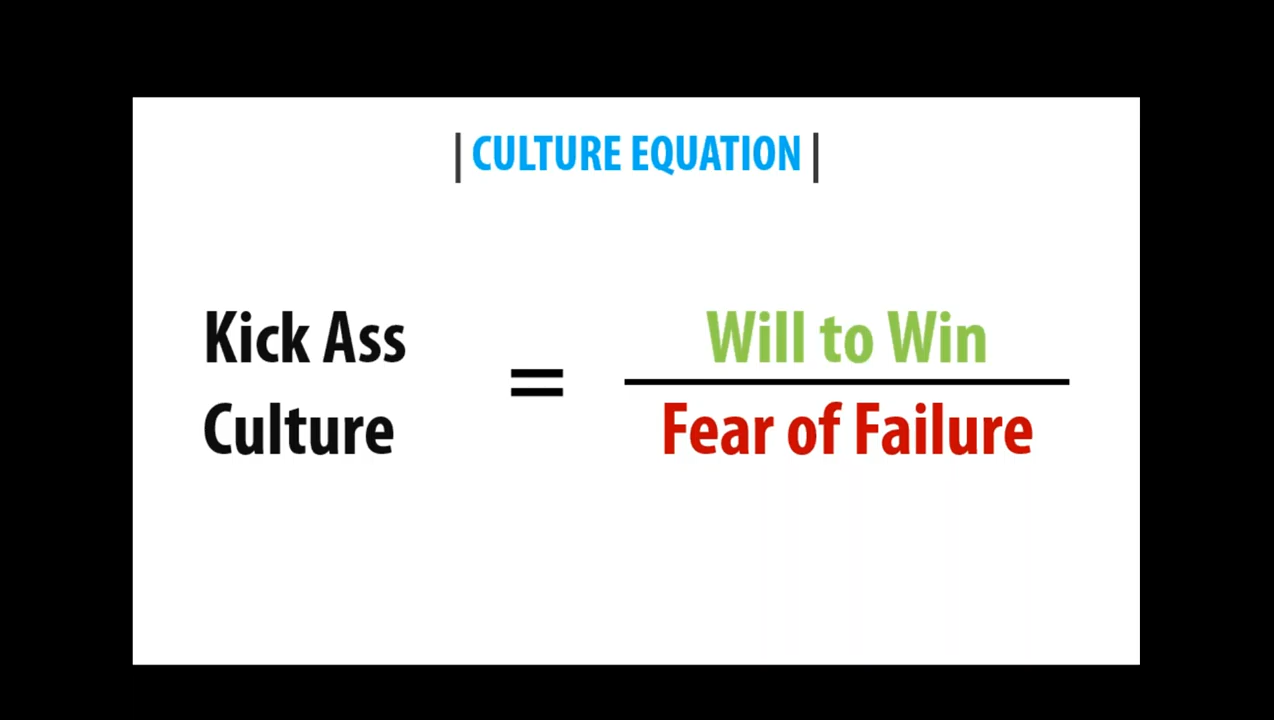 | CULTURE EQUATION |
Kick Ass
Culture
=
Will to Win
Fear of Failure